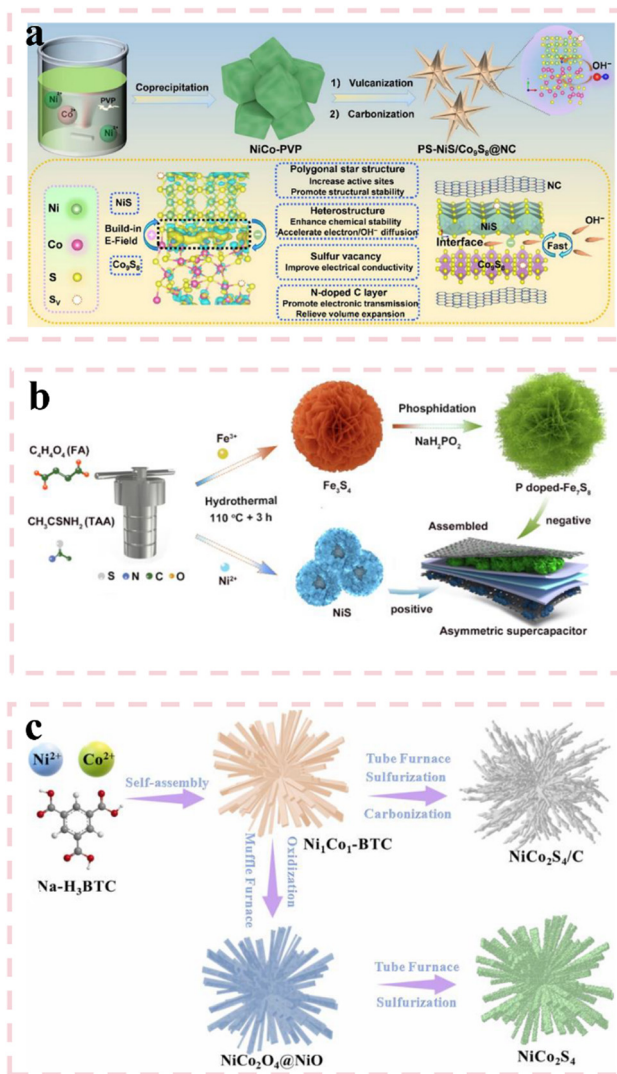 a
Ni²⁺
Co²⁺
PVP
Ni²⁺
Coprecipitation
NiCo-PVP
1) Vulcanization
2) Carbonization
PS-NiS/Co₉S₈@NC
OH⁻
Ni
Co
S
Sᵥ
NiS
Build-in
E-Field
Co₉S₈
Polygonal star structure
Increase active sites
Promote structural stability
Heterostructure
Enhance chemical stability
Accelerate electron/OH⁻ diffusion
Sulfur vacancy
Improve electrical conductivity
N-doped C layer
Promote electronic transmission
Relieve volume expansion
NC
NiS
OH⁻
Interface
Fast
Co₉S₈
b
C₄H₄O₄ (FA)
CH₃CSNH₂ (TAA)
S N C O
Fe³⁺
Hydrothermal
110 °C + 3 h
Ni²⁺
Fe₃S₄
Phosphidation
NaH₂PO₂
P doped-Fe₇S₈
NiS
positive
negative
Assembled
Asymmetric supercapacitor
c
Ni²⁺
Co²⁺
Na-H₃BTC
Self-assembly
Ni₁Co₁-BTC
Tube Furnace
Sulfurization
Carbonization
NiCo₂S₄/C
Muffle Furnace
Oxidization
NiCo₂O₄@NiO
Tube Furnace
Sulfurization
NiCo₂S₄